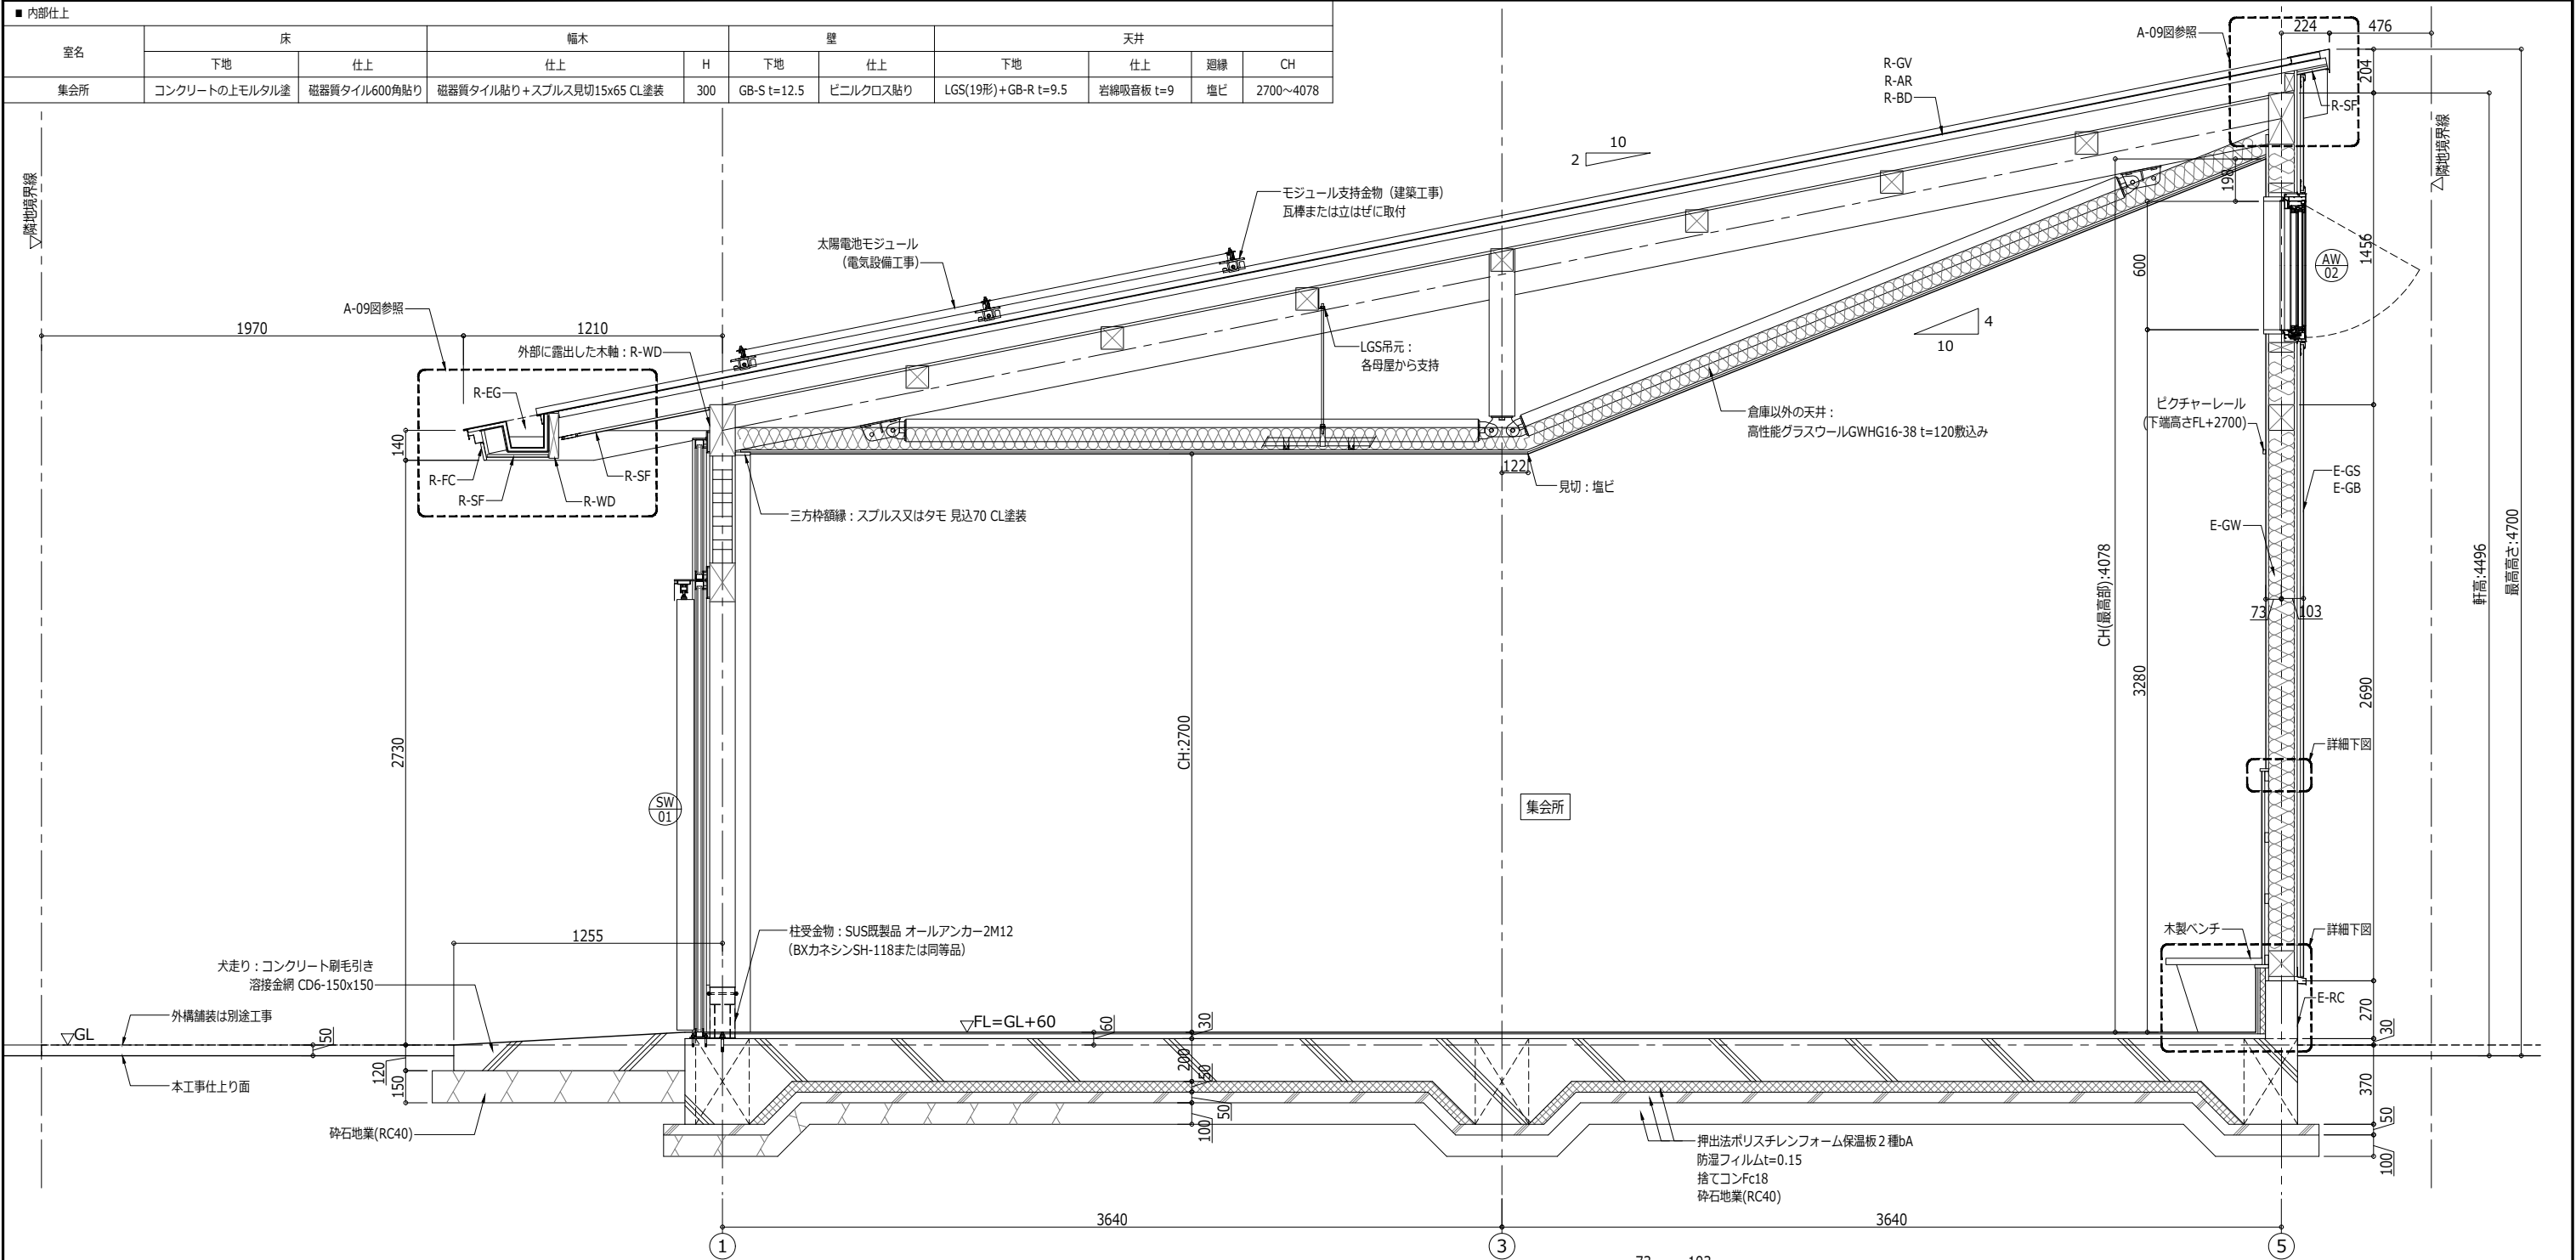 ■ 内部仕上
室名 床 幅木 壁 天井
下地 仕上 仕上 H 下地 仕上 下地 仕上 廻縁 CH
集会所 コンクリートの上モルタル塗 磁器質タイル600角貼り 磁器質タイル貼り+スプルス見切15x65 CL塗装 300 GB-S t=12.5 ビニルクロス貼り LGS(19形)+GB-R t=9.5 岩綿吸音板 t=9 塩ビ 2700～4078
224 476
A-09図参照
R-GV
R-AR
R-BD
204
R-SF
▽隣地境界線
▽隣地境界線
10
2
198
モジュール支持金物（建築工事）
瓦棒または立はぜに取付
太陽電池モジュール
（電気設備工事）
600
1456
AW
02
A-09図参照
1970
1210
外部に露出した木軸：R-WD
LGS吊元：
各母屋から支持
4
10
R-EG
倉庫以外の天井：
高性能グラスウールGWHG16-38 t=120敷込み
ピクチャーレール
(下端高さFL+2700)
140
R-FC
R-SF
R-WD
R-SF
122
見切：塩ビ
E-GS
E-GB
三方枠額縁：スプルス又はタモ 見込70 CL塗装
E-GW
CH(最高部):4078
軒高:4496
最高高さ:4700
73
103
3280
2690
2730
CH:2700
詳細下図
SW
01
集会所
1255
柱受金物：SUS既製品 オールアンカー2M12
（BXカネシンSH-118または同等品）
木製ベンチ
詳細下図
犬走り：コンクリート刷毛引き
溶接金網 CD6-150x150
E-RC
外構舗装は別途工事
▽GL
50
▽FL=GL+60
60
30
270
30
本工事仕上り面
120
150
200
50
50
100
370
50
100
砕石地業(RC40)
押出法ポリスチレンフォーム保温板２種bA
防湿フィルムt=0.15
捨てコンFc18
砕石地業(RC40)
3640
3640
1
3
5
73 103